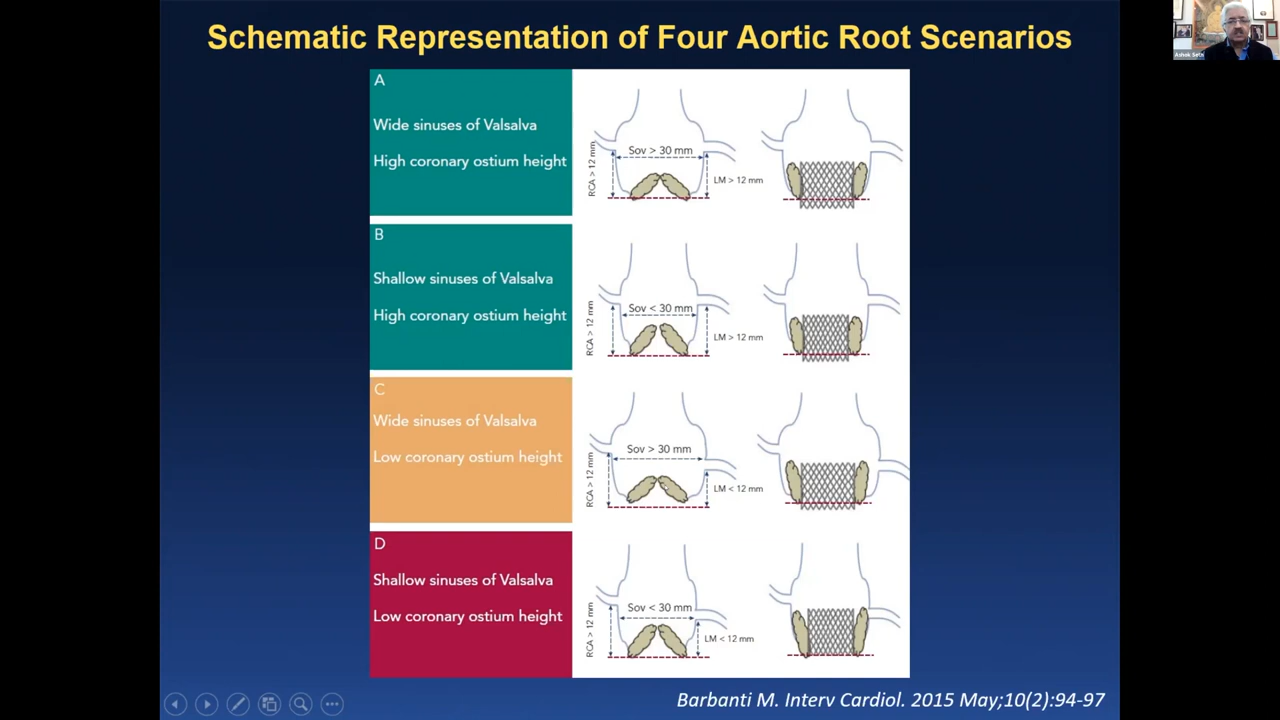 Schematic Representation of Four Aortic Root Scenarios
A
Wide sinuses of Valsalva
High coronary ostium height
RCA > 12 mm
Sov > 30 mm
LM > 12 mm
B
Shallow sinuses of Valsalva
High coronary ostium height
RCA > 12 mm
Sov < 30 mm
LM > 12 mm
C
Wide sinuses of Valsalva
Low coronary ostium height
RCA > 12 mm
Sov > 30 mm
LM < 12 mm
D
Shallow sinuses of Valsalva
Low coronary ostium height
RCA > 12 mm
Sov < 30 mm
LM < 12 mm
Barbanti M. Interv Cardiol. 2015 May;10(2):94-97
Ashok